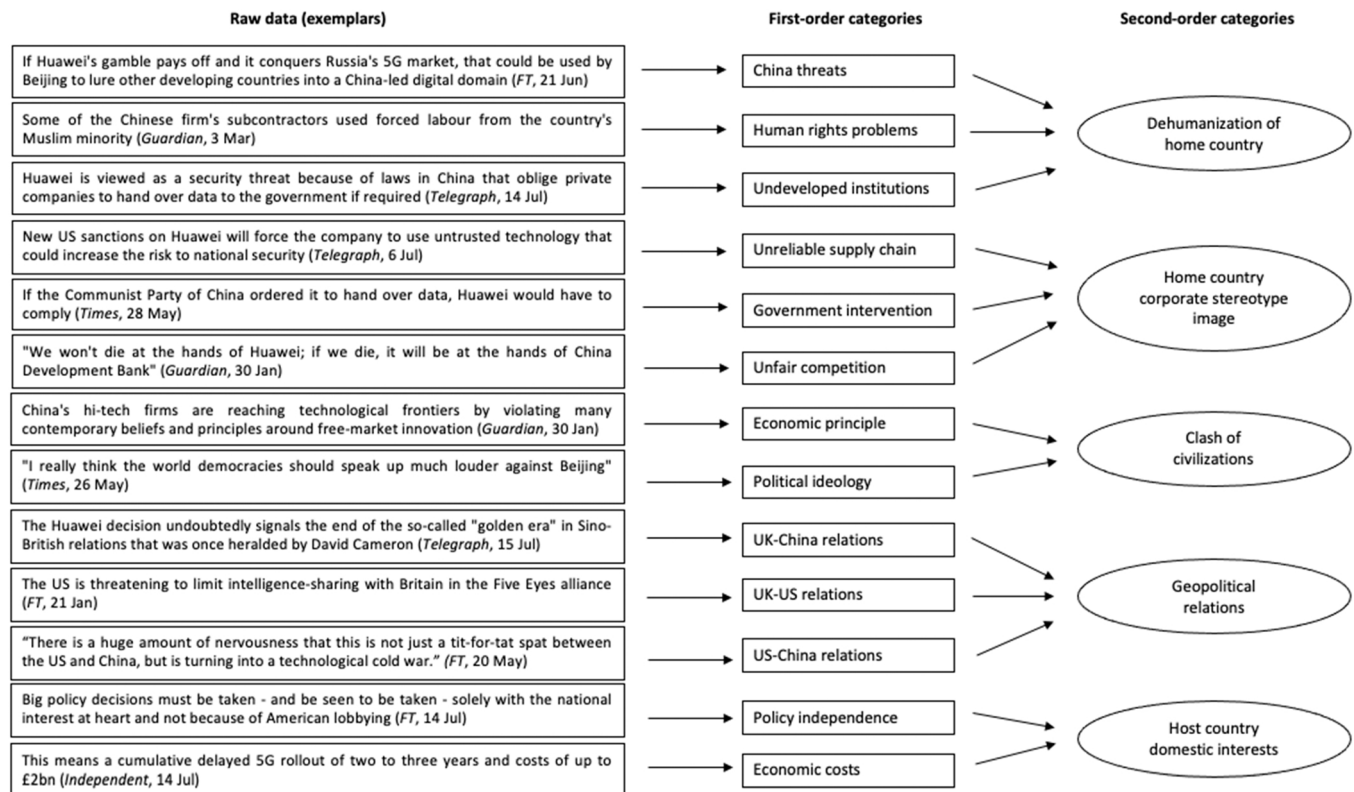 Raw data (exemplars)
First-order categories
Second-order categories
If Huawei's gamble pays off and it conquers Russia's 5G market, that could be used by
Beijing to lure other developing countries into a China-led digital domain (FT, 21 Jun)
China threats
Some of the Chinese firm's subcontractors used forced labour from the country's
Muslim minority (Guardian, 3 Mar)
Human rights problems
Huawei is viewed as a security threat because of laws in China that oblige private
companies to hand over data to the government if required (Telegraph, 14 Jul)
Undeveloped institutions
Dehumanization of
home country
New US sanctions on Huawei will force the company to use untrusted technology that
could increase the risk to national security (Telegraph, 6 Jul)
Unreliable supply chain
If the Communist Party of China ordered it to hand over data, Huawei would have to
comply (Times, 28 May)
Government intervention
"We won't die at the hands of Huawei; if we die, it will be at the hands of China
Development Bank" (Guardian, 30 Jan)
Unfair competition
Home country
corporate stereotype
image
China's hi-tech firms are reaching technological frontiers by violating many
contemporary beliefs and principles around free-market innovation (Guardian, 30 Jan)
Economic principle
"I really think the world democracies should speak up much louder against Beijing"
(Times, 26 May)
Political ideology
Clash of
civilizations
The Huawei decision undoubtedly signals the end of the so-called "golden era" in Sino-
British relations that was once heralded by David Cameron (Telegraph, 15 Jul)
UK-China relations
The US is threatening to limit intelligence-sharing with Britain in the Five Eyes alliance
(FT, 21 Jan)
UK-US relations
“There is a huge amount of nervousness that this is not just a tit-for-tat spat between
the US and China, but is turning into a technological cold war.” (FT, 20 May)
US-China relations
Geopolitical
relations
Big policy decisions must be taken - and be seen to be taken - solely with the national
interest at heart and not because of American lobbying (FT, 14 Jul)
Policy independence
This means a cumulative delayed 5G rollout of two to three years and costs of up to
£2bn (Independent, 14 Jul)
Economic costs
Host country
domestic interests